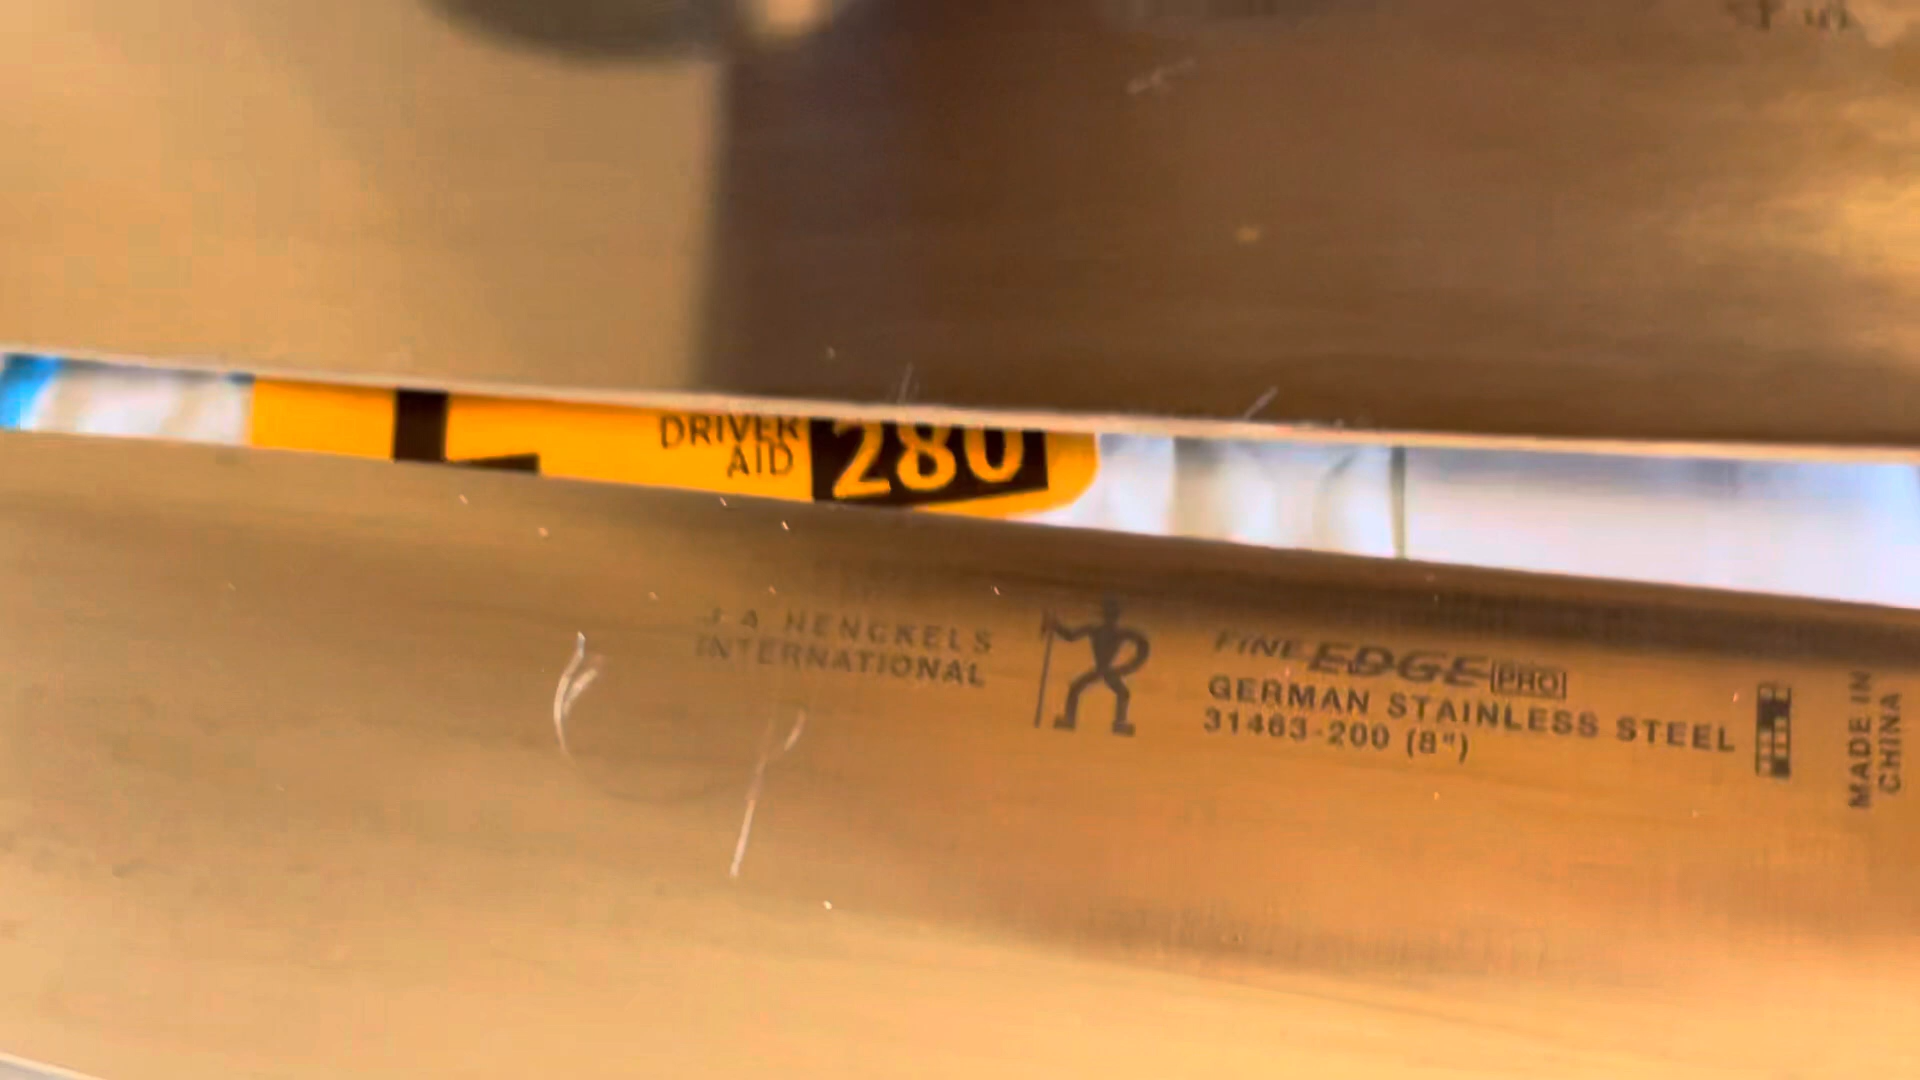 DRIVER
AID
280
J A HENCKELS
INTERNATIONAL
FINE EDGE PRO
GERMAN STAINLESS STEEL
31463-200 (8")
MADE IN
CHINA